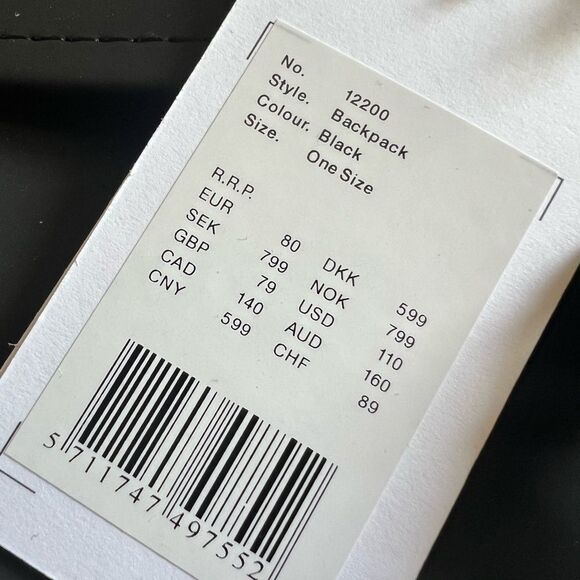 No. 12200
Style. Backpack
Colour. Black
Size. One Size
R.R.P.
EUR 80 DKK 599
SEK 799 NOK 799
GBP 79 USD 110
CAD 140 AUD 160
CNY 599 CHF 89
5 711747 497552